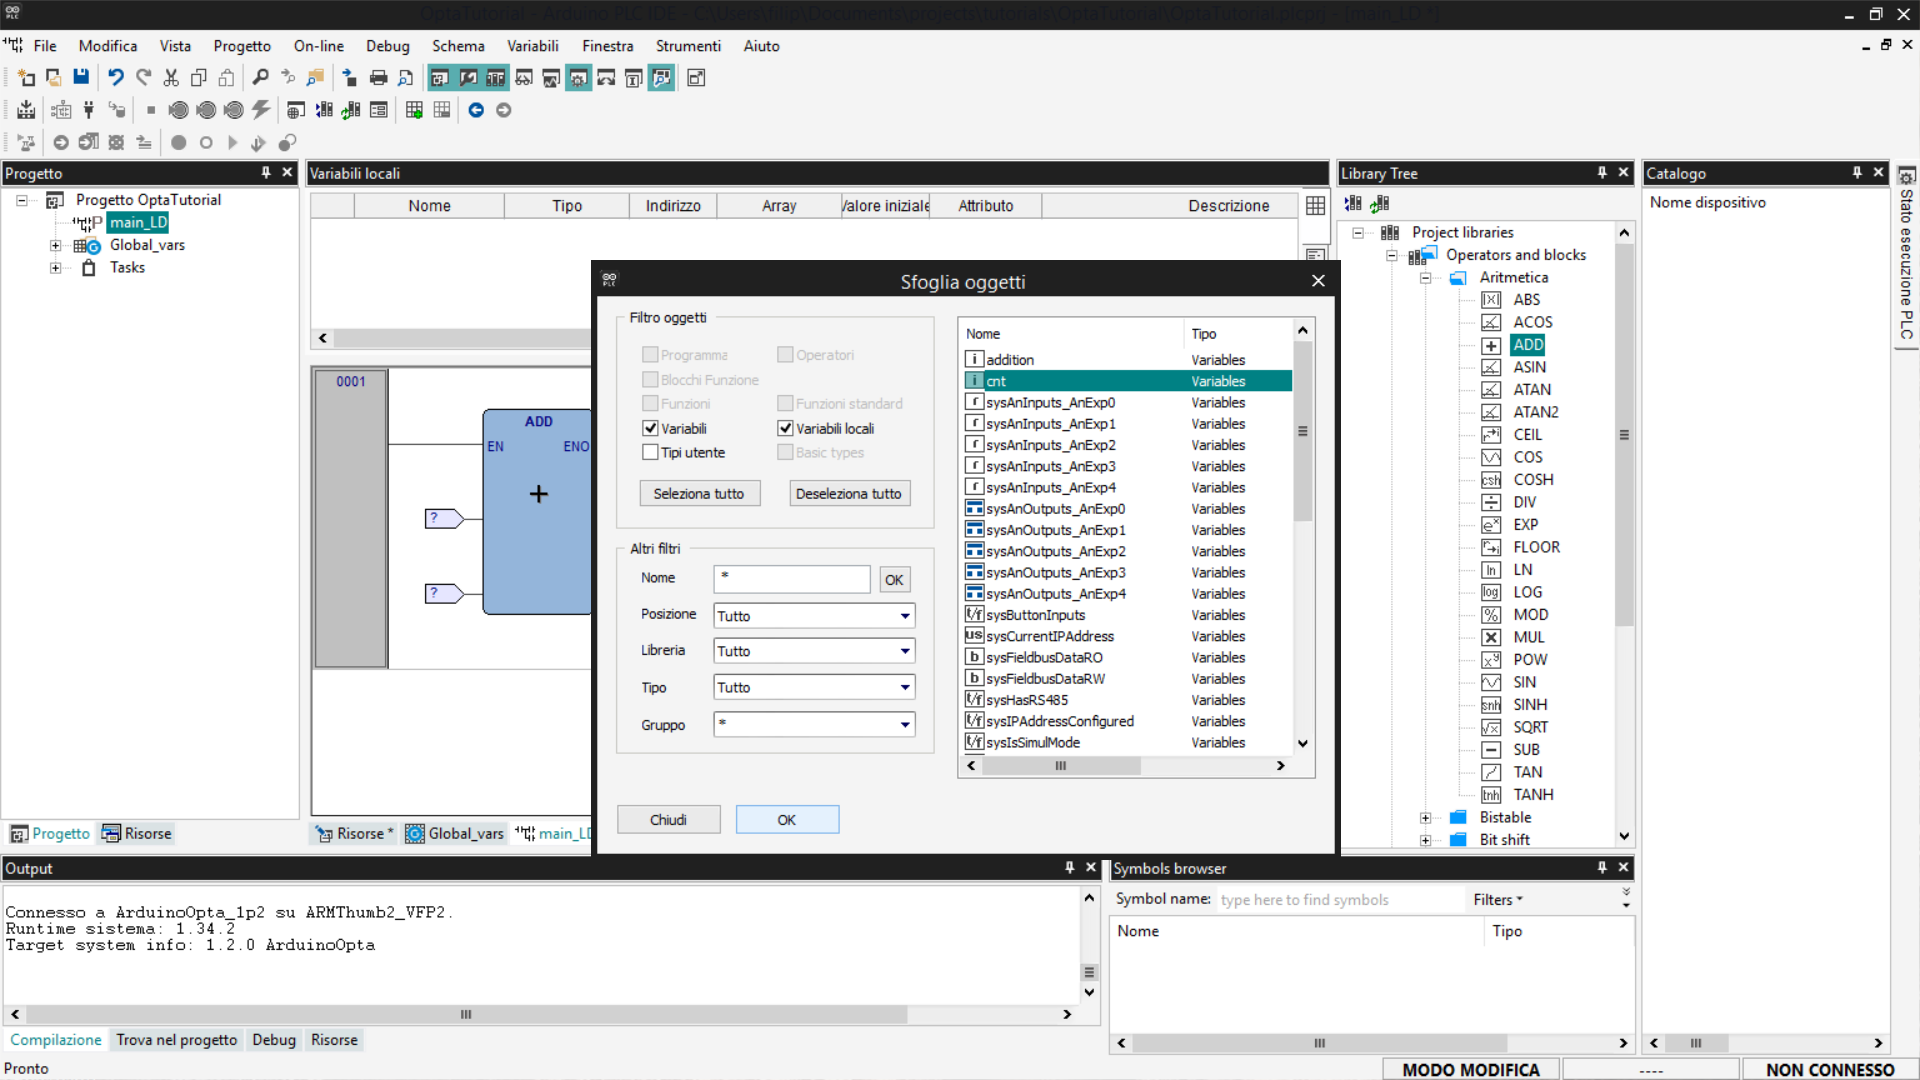 OptaTutorial - Arduino PLC IDE - C:\Users\filip\Documents\projects\tutorials\OptaTutorial\OptaTutorial.plcprj - [main_LD *]
File Modifica Vista Progetto On-line Debug Schema Variabili Finestra Strumenti Aiuto
Progetto
Progetto OptaTutorial
main_LD
Global_vars
Tasks
Progetto Risorse
Variabili locali
Nome Tipo Indirizzo Array Valore iniziale Attributo Descrizione
0001
ADD
EN ENO
?
?
Risorse * Global_vars main_LD
Sfoglia oggetti
Filtro oggetti
Programma Operatori
Blocchi Funzione
Funzioni Funzioni standard
Variabili Variabili locali
Tipi utente Basic types
Seleziona tutto Deseleziona tutto
Altri filtri
Nome * OK
Posizione Tutto
Libreria Tutto
Tipo Tutto
Gruppo *
Chiudi OK
Nome Tipo
addition Variables
cnt Variables
sysAnInputs_AnExp0 Variables
sysAnInputs_AnExp1 Variables
sysAnInputs_AnExp2 Variables
sysAnInputs_AnExp3 Variables
sysAnInputs_AnExp4 Variables
sysAnOutputs_AnExp0 Variables
sysAnOutputs_AnExp1 Variables
sysAnOutputs_AnExp2 Variables
sysAnOutputs_AnExp3 Variables
sysAnOutputs_AnExp4 Variables
sysButtonInputs Variables
sysCurrentIPAddress Variables
sysFieldbusDataRO Variables
sysFieldbusDataRW Variables
sysHasRS485 Variables
sysIPAddressConfigured Variables
sysIsSimulMode Variables
Library Tree
Project libraries
Operators and blocks
Aritmetica
ABS
ACOS
ADD
ASIN
ATAN
ATAN2
CEIL
COS
COSH
DIV
EXP
FLOOR
LN
LOG
MOD
MUL
POW
SIN
SINH
SQRT
SUB
TAN
TANH
Bistable
Bit shift
Catalogo
Nome dispositivo
Stato esecuzione PLC
Output
Connesso a ArduinoOpta_1p2 su ARMThumb2_VFP2.
Runtime sistema: 1.34.2
Target system info: 1.2.0 ArduinoOpta
Compilazione Trova nel progetto Debug Risorse
Symbols browser
Symbol name: type here to find symbols Filters
Nome Tipo
Pronto
MODO MODIFICA ---- NON CONNESSO